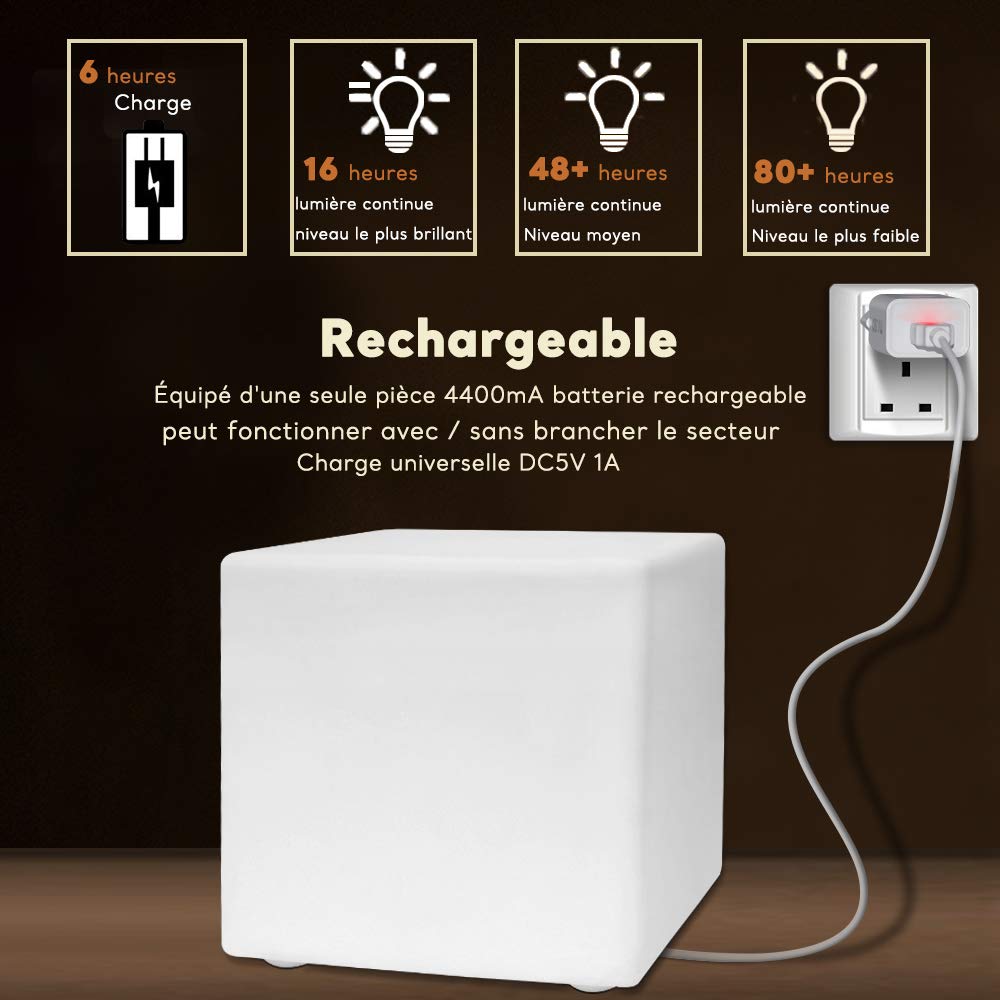 6 heures
Charge
16 heures
lumière continue
niveau le plus brillant
48+ heures
lumière continue
Niveau moyen
80+ heures
lumière continue
Niveau le plus faible
Rechargeable
Équipé d'une seule pièce 4400mA batterie rechargeable
peut fonctionner avec / sans brancher le secteur
Charge universelle DC5V 1A